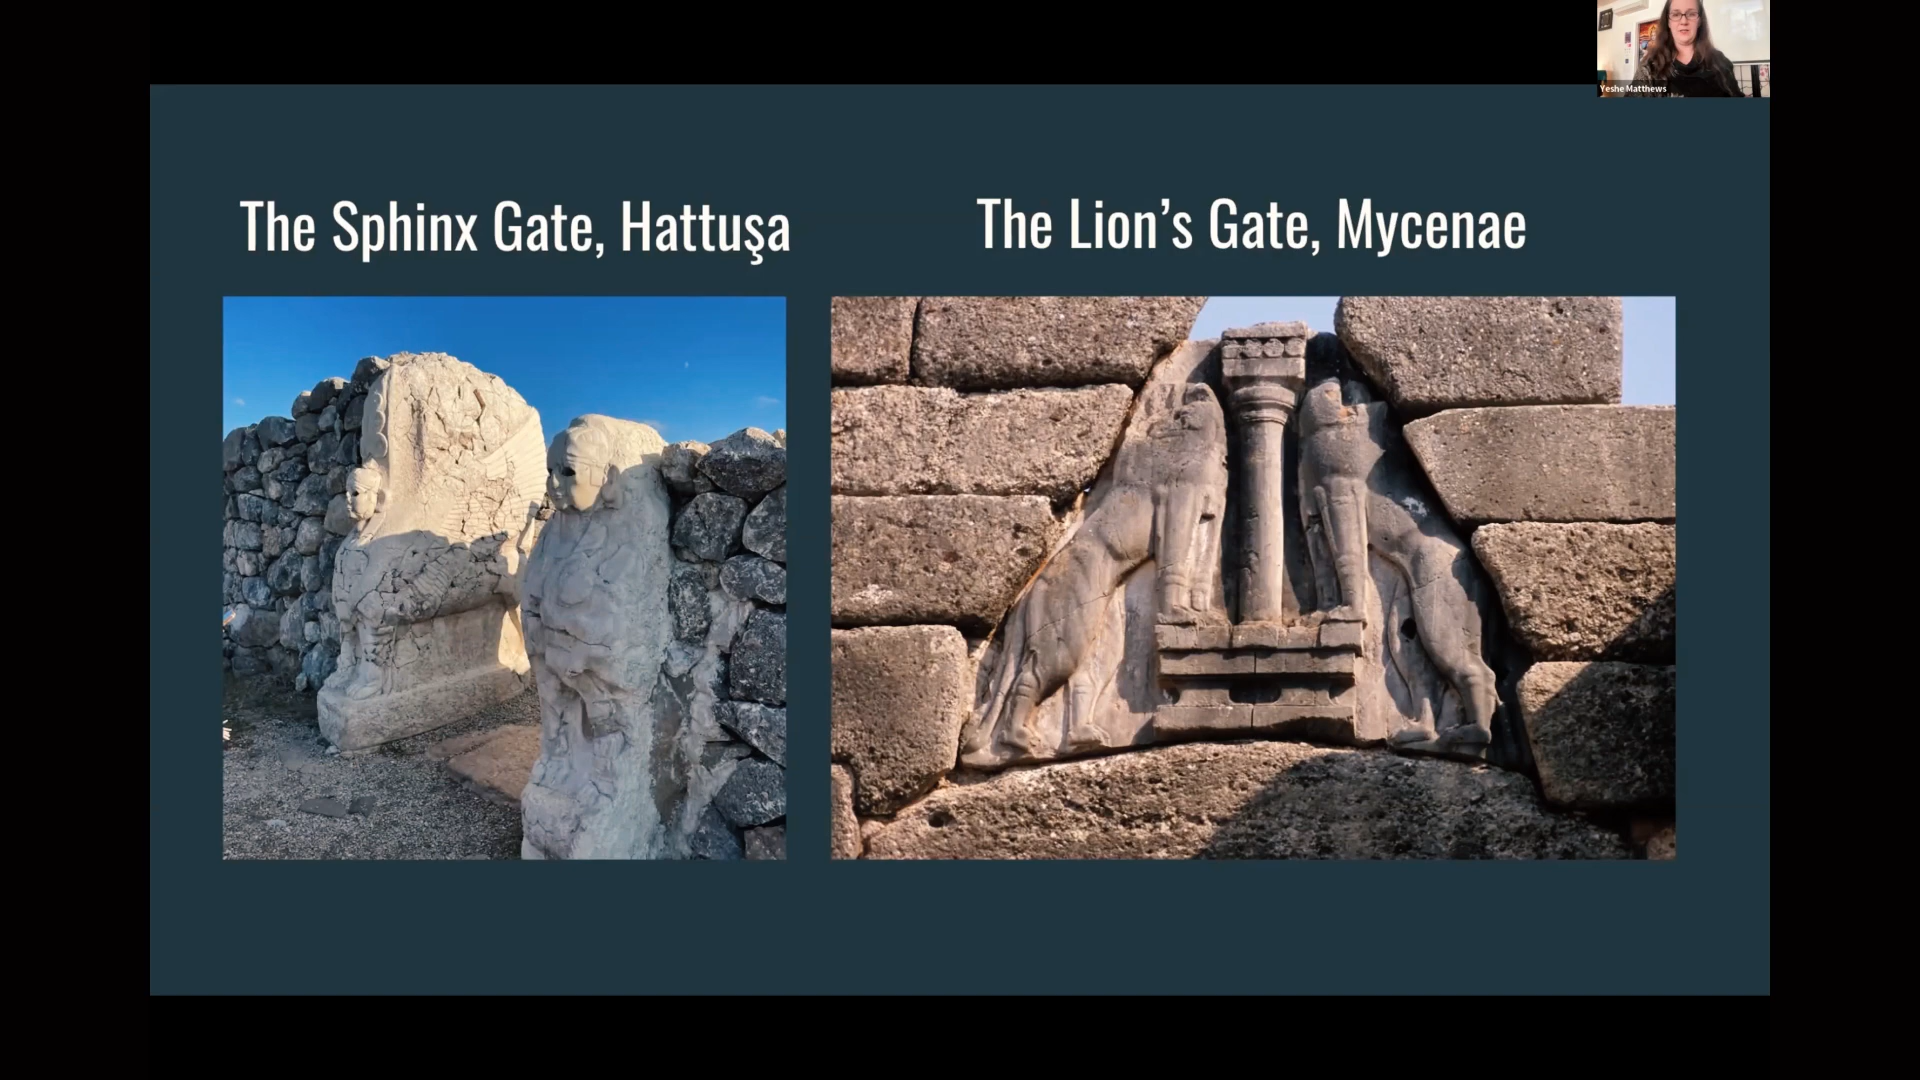 Yeshe Matthews
The Sphinx Gate, Hattuşa
The Lion’s Gate, Mycenae